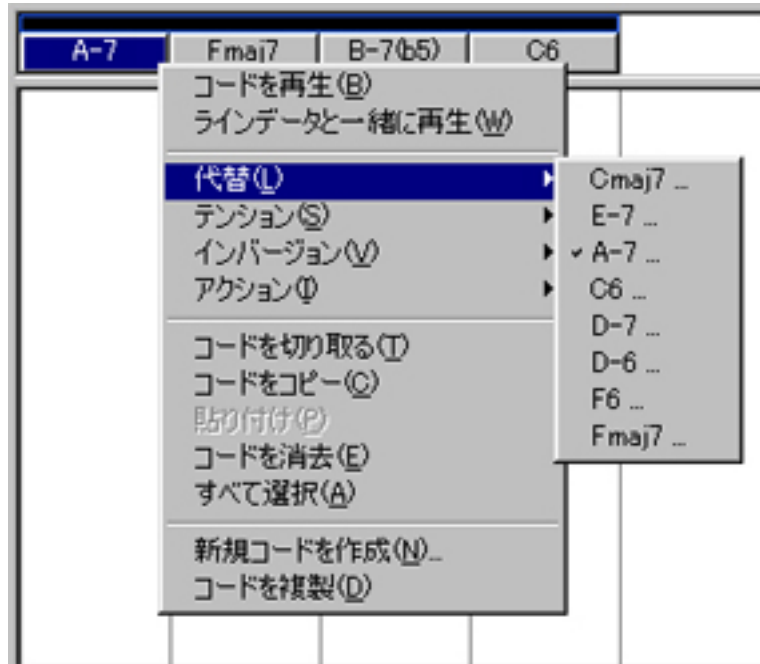 A-7 Fmaj7 B-7(b5) C6
コードを再生(B)
ラインデータと一緒に再生(W)
代替(L)
テンション(S)
インバージョン(V)
アクション(I)
コードを切り取る(T)
コードをコピー(C)
貼り付け(P)
コードを消去(E)
すべて選択(A)
新規コードを作成(N)...
コードを複製(D)
Cmaj7 ...
E-7 ...
A-7 ...
C6 ...
D-7 ...
D-6 ...
F6 ...
Fmaj7 ...